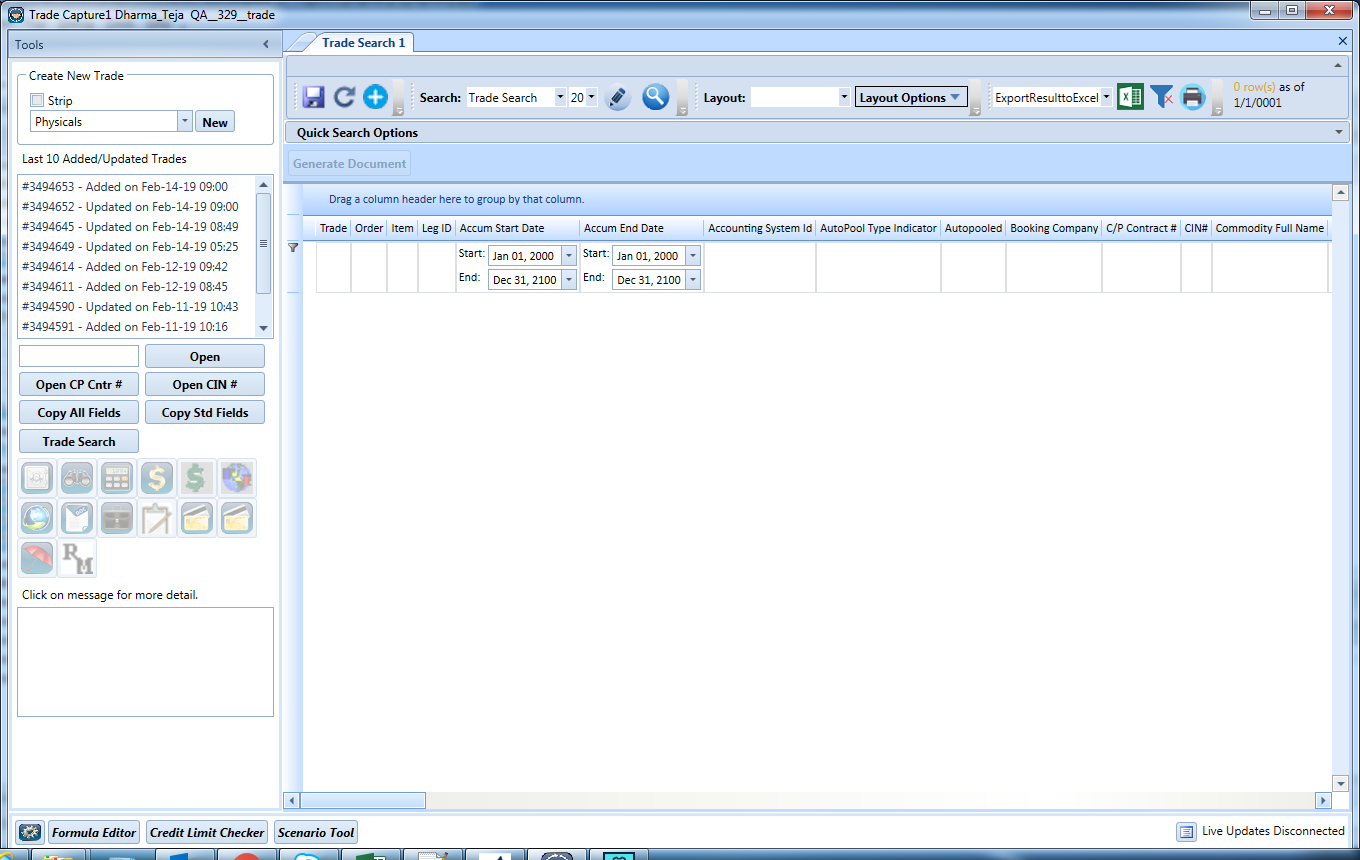 Trade Capture1 Dharma_Teja QA__329__trade
Tools
Create New Trade
Strip
Physicals
New
Last 10 Added/Updated Trades
#3494653 - Added on Feb-14-19 09:00
#3494652 - Updated on Feb-14-19 09:00
#3494645 - Updated on Feb-14-19 08:49
#3494649 - Updated on Feb-14-19 05:25
#3494614 - Added on Feb-12-19 09:42
#3494611 - Added on Feb-12-19 08:45
#3494590 - Updated on Feb-11-19 10:43
#3494591 - Added on Feb-11-19 10:16
Open
Open CP Cntr # Open CIN #
Copy All Fields Copy Std Fields
Trade Search
RM
Click on message for more detail.
Trade Search 1
Search: Trade Search 20 Layout: Layout Options ExportResulttoExcel 0 row(s) as of
1/1/0001
Quick Search Options
Generate Document
Drag a column header here to group by that column.
Trade Order Item Leg ID Accum Start Date Accum End Date Accounting System Id AutoPool Type Indicator Autopooled Booking Company C/P Contract # CIN# Commodity Full Name
Start: Jan 01, 2000 Start: Jan 01, 2000
End: Dec 31, 2100 End: Dec 31, 2100
Formula Editor Credit Limit Checker Scenario Tool Live Updates Disconnected